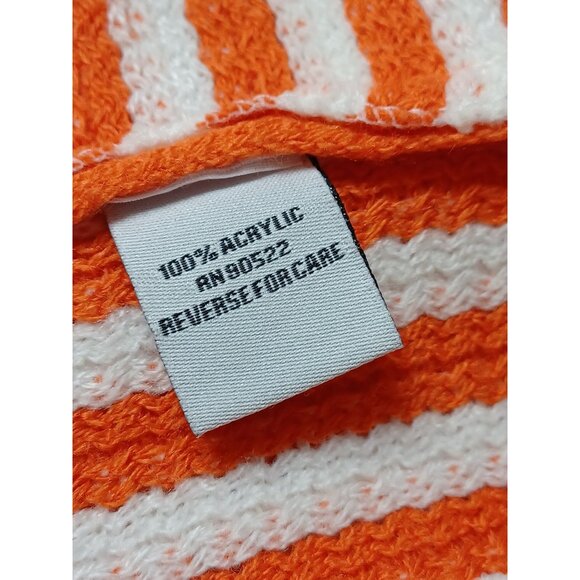 100% ACRYLIC
RN 90522
REVERSE FOR CARE